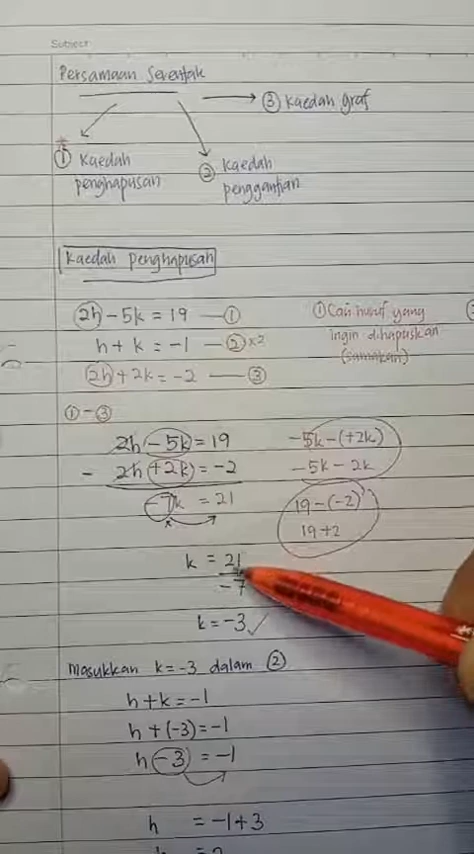 Subject
Persamaan Serentak
③ Kaedah graf
① Kaedah penghapusan
② Kaedah penggantian
Kaedah Penghapusan
2h - 5k = 19 — ①
h + k = -1 — ② ×2
2h + 2k = -2 — ③
① Cari huruf yang
ingin dihapuskan
(samakan)
① - ③
2h - 5k = 19
- 2h + 2k = -2
-7k = 21
-5k - (+2k)
-5k - 2k
19 - (-2)
19 + 2
k = 21
-7
k = -3 ✓
Masukkan k = -3 dalam ②
h + k = -1
h + (-3) = -1
h - 3 = -1
h = -1 + 3